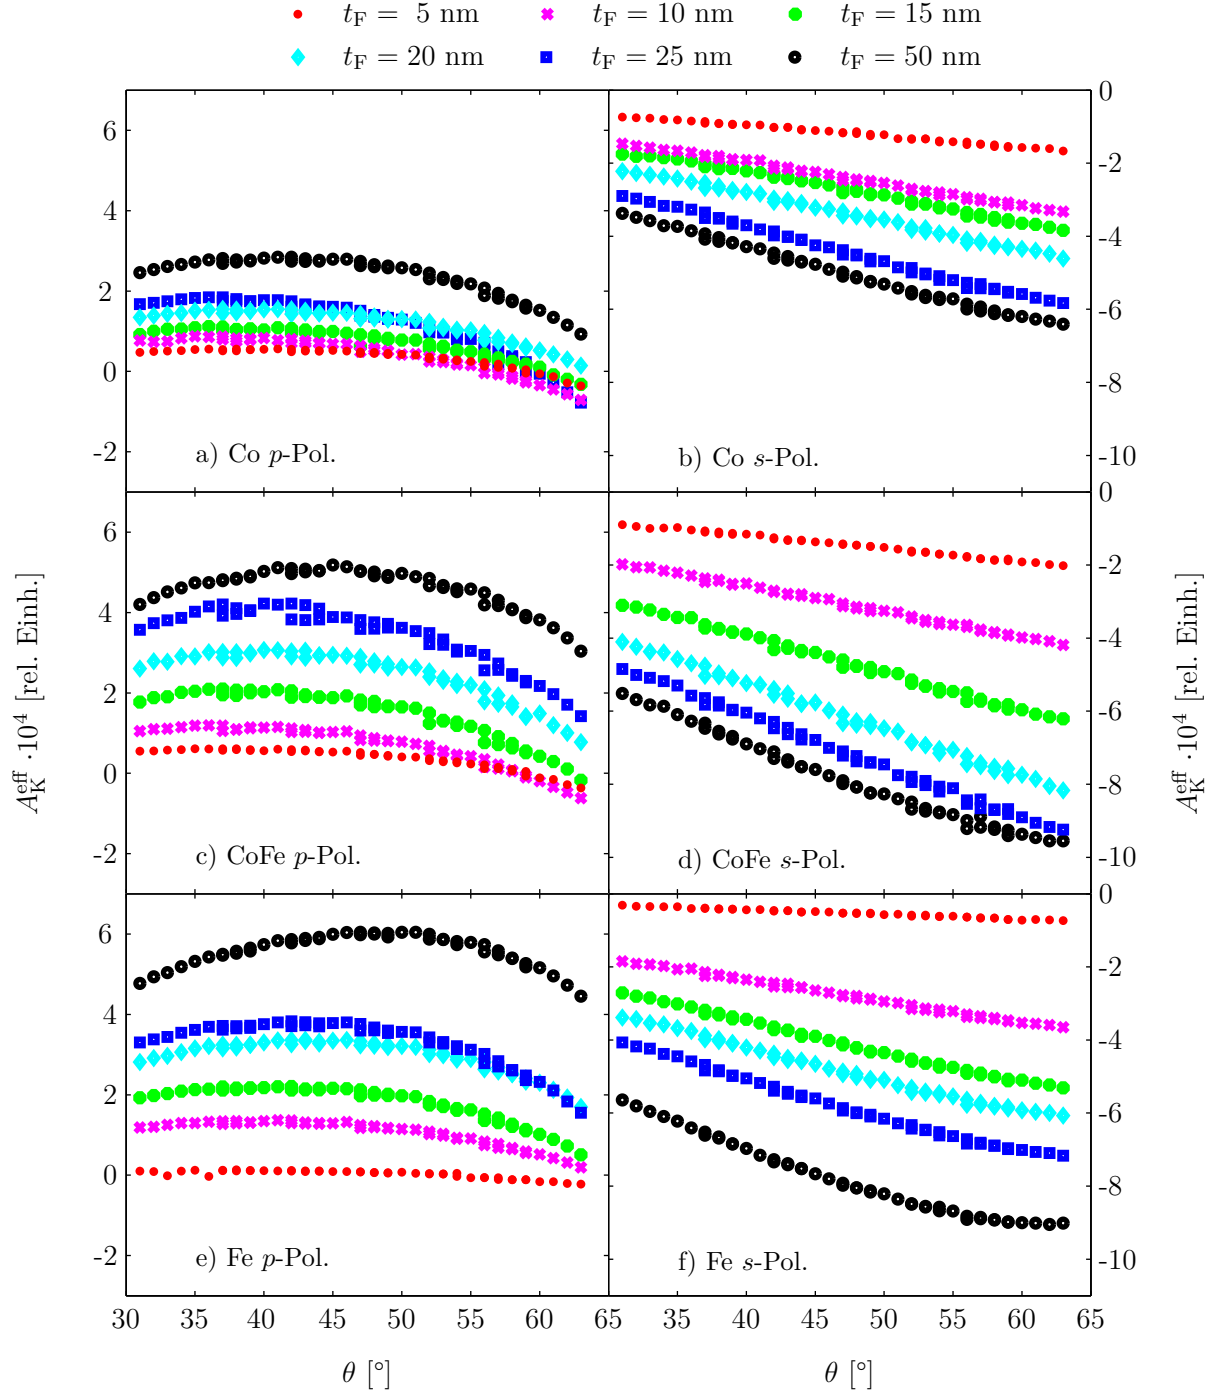 t_F = 5 nm t_F = 10 nm t_F = 15 nm
t_F = 20 nm t_F = 25 nm t_F = 50 nm
6
4
2
0
-2
a) Co p-Pol.
0
-2
-4
-6
-8
-10
b) Co s-Pol.
6
4
2
0
-2
c) CoFe p-Pol.
0
-2
-4
-6
-8
-10
d) CoFe s-Pol.
6
4
2
0
-2
e) Fe p-Pol.
0
-2
-4
-6
-8
-10
f) Fe s-Pol.
A_K^eff ·10^4 [rel. Einh.]
A_K^eff ·10^4 [rel. Einh.]
30 35 40 45 50 55 60 65 40 45 50 55 60 65
θ [°] θ [°]